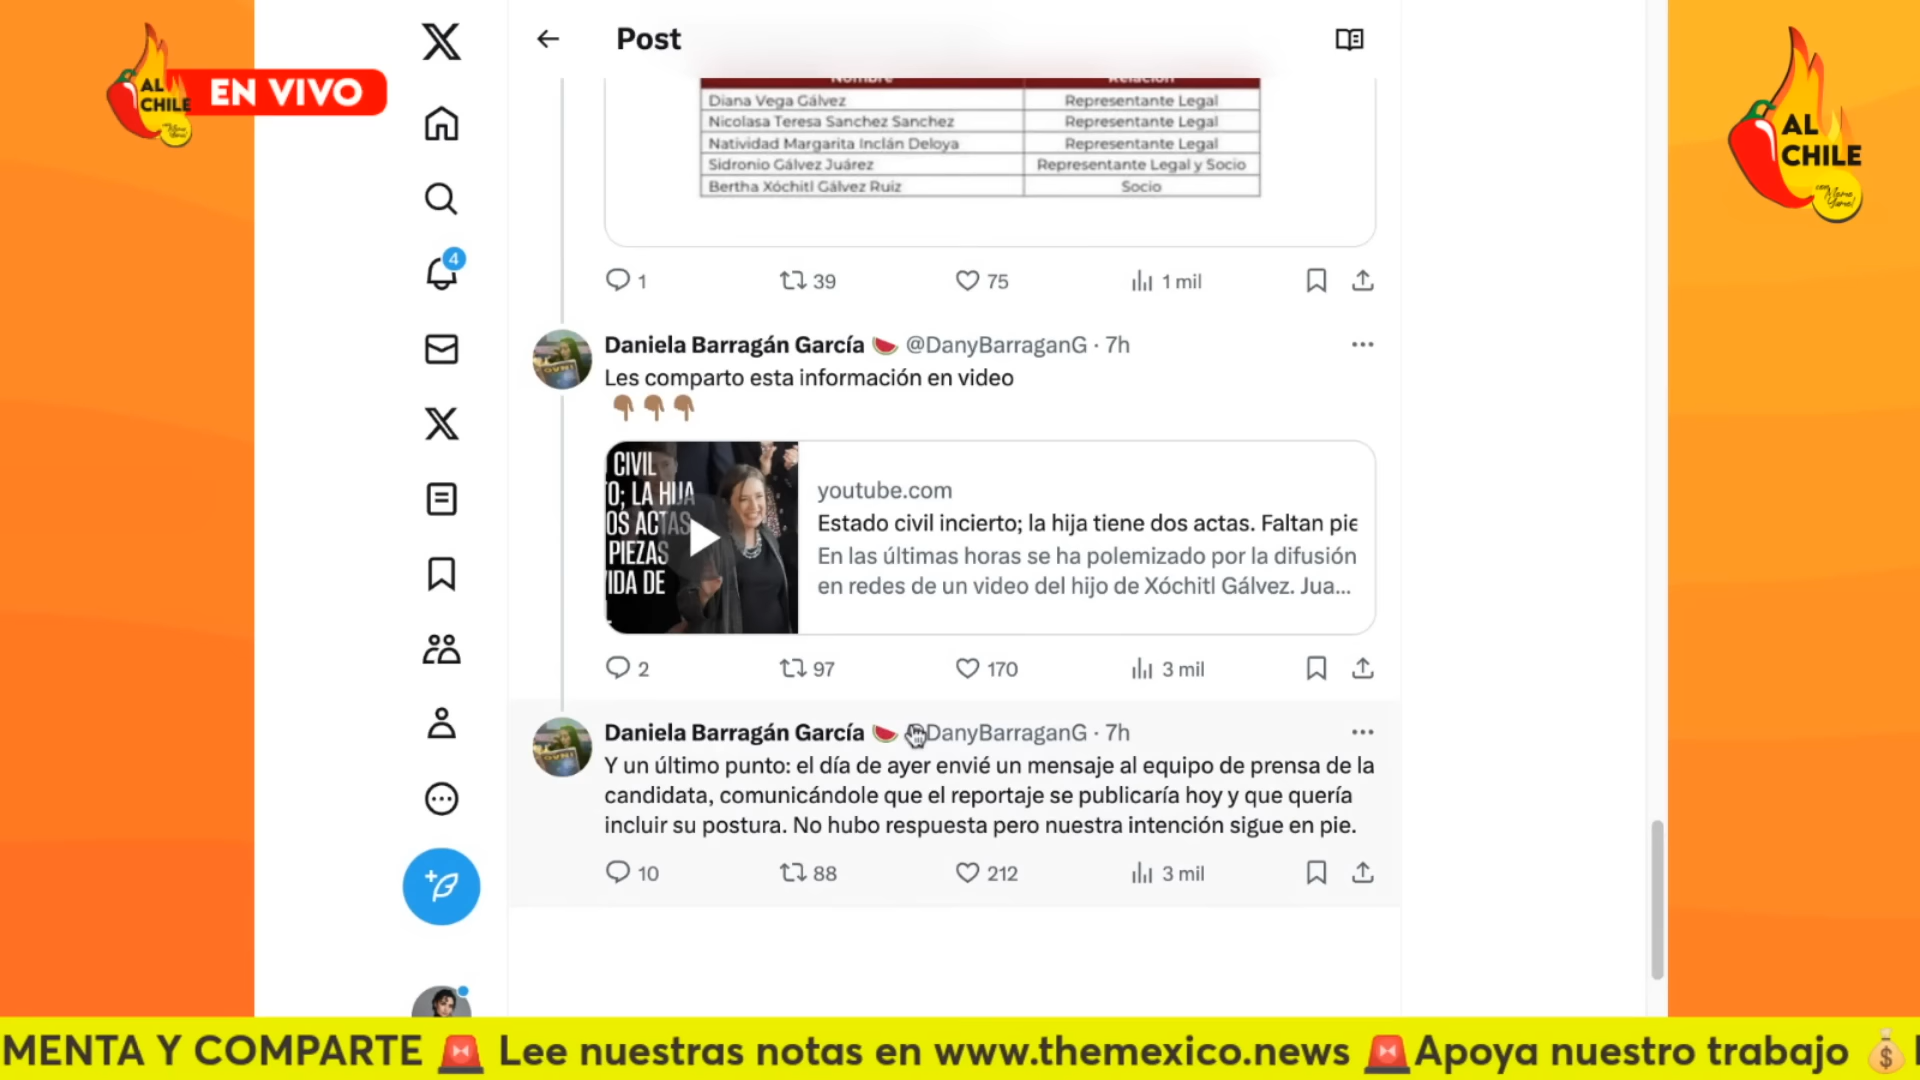 AL
CHILE
EN VIVO
Post
Nombre
Relación
Diana Vega Gálvez
Representante Legal
Nicolasa Teresa Sanchez Sanchez
Representante Legal
Natividad Margarita Inclán Deloya
Representante Legal
Sidronio Gálvez Juárez
Representante Legal y Socio
Bertha Xóchitl Gálvez Ruiz
Socio
AL
CHILE
4
1
39
75
1 mil
Daniela Barragán García 🍉 @DanyBarraganG · 7h
Les comparto esta información en video
👇🏽👇🏽👇🏽
CIVIL
O; LA HIJA
OS ACTAS
PIEZAS
VIDA DE
youtube.com
Estado civil incierto; la hija tiene dos actas. Faltan pie
En las últimas horas se ha polemizado por la difusión
en redes de un video del hijo de Xóchitl Gálvez. Jua...
2
97
170
3 mil
Daniela Barragán García 🍉 @DanyBarraganG · 7h
Y un último punto: el día de ayer envié un mensaje al equipo de prensa de la
candidata, comunicándole que el reportaje se publicaría hoy y que quería
incluir su postura. No hubo respuesta pero nuestra intención sigue en pie.
10
88
212
3 mil
MENTA Y COMPARTE 🚨 Lee nuestras notas en www.themexico.news 🚨Apoya nuestro trabajo 💰